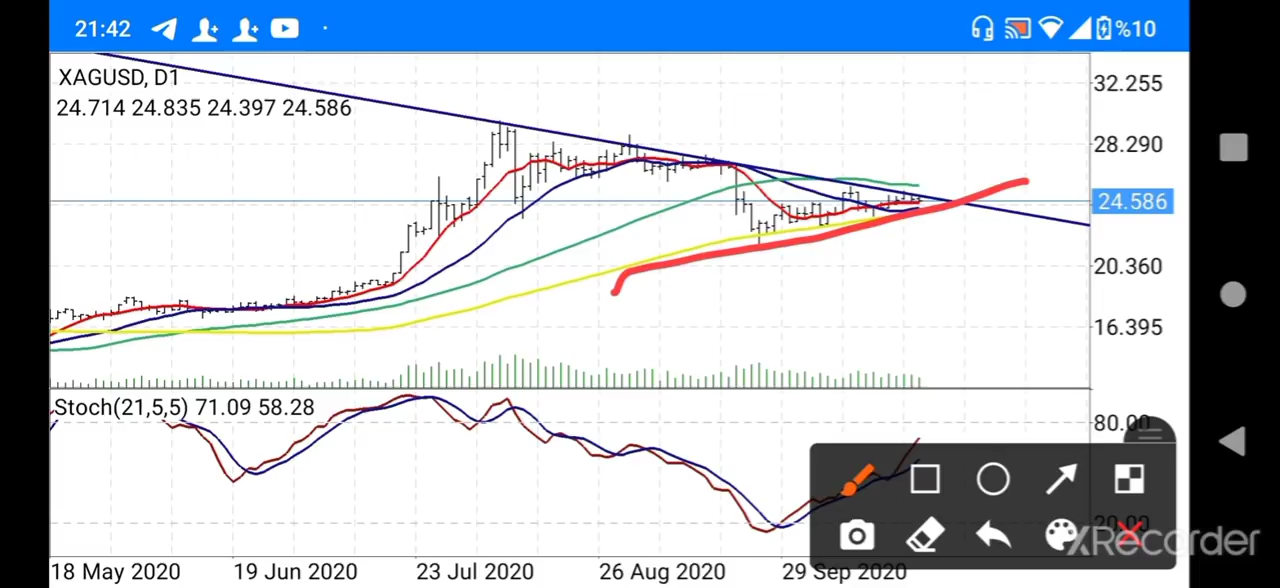 21:42
%10
XAGUSD, D1
24.714 24.835 24.397 24.586
32.255
28.290
24.586
20.360
16.395
Stoch(21,5,5) 71.09 58.28
80.00
20.00
XRecorder
18 May 2020 19 Jun 2020 23 Jul 2020 26 Aug 2020 29 Sep 2020